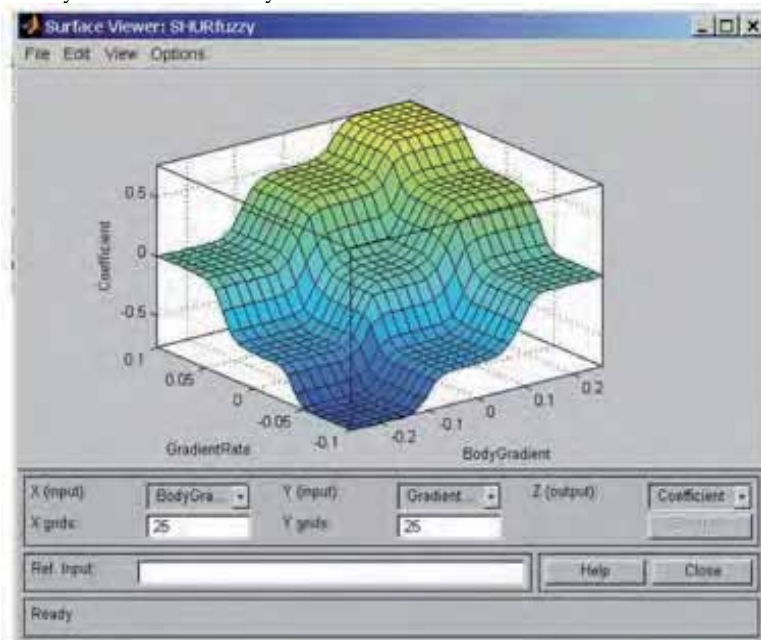 Surface Viewer: SHURfuzzy
File Edit View Options
Coefficient
0.5
0
-0.5
0.1
0.05
0
-0.05
-0.1
GradientRate
-0.2
-0.1
0
0.1
0.2
BodyGradient
X (input): BodyGra... Y (input): Gradient... Z (output): Coefficient
X grids: 25 Y grids: 25
Ref. Input: Help Close
Ready